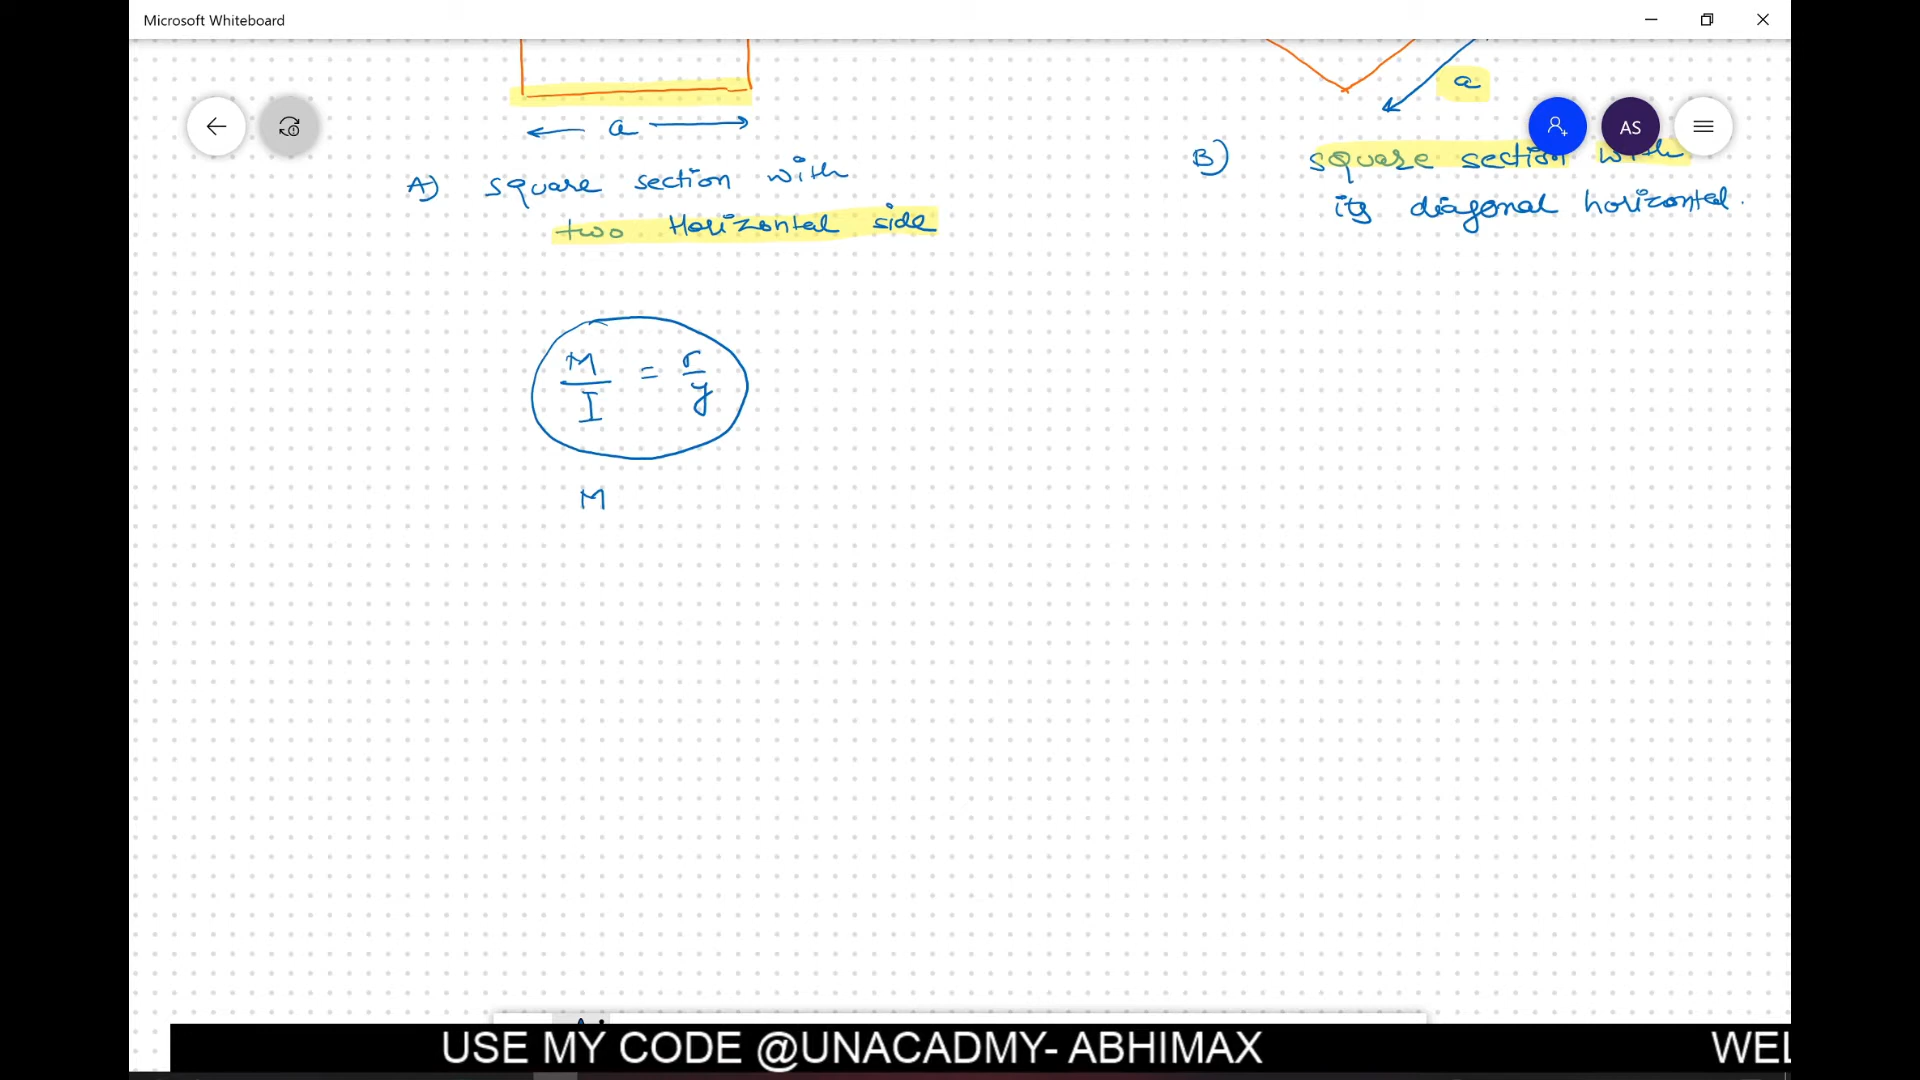 Microsoft Whiteboard
a
a
A) square section with
two Horizontal side
B) square section with
its diagonal horizontal.
AS
M/I = σ/y
M
USE MY CODE @UNACADMY- ABHIMAX
WEL